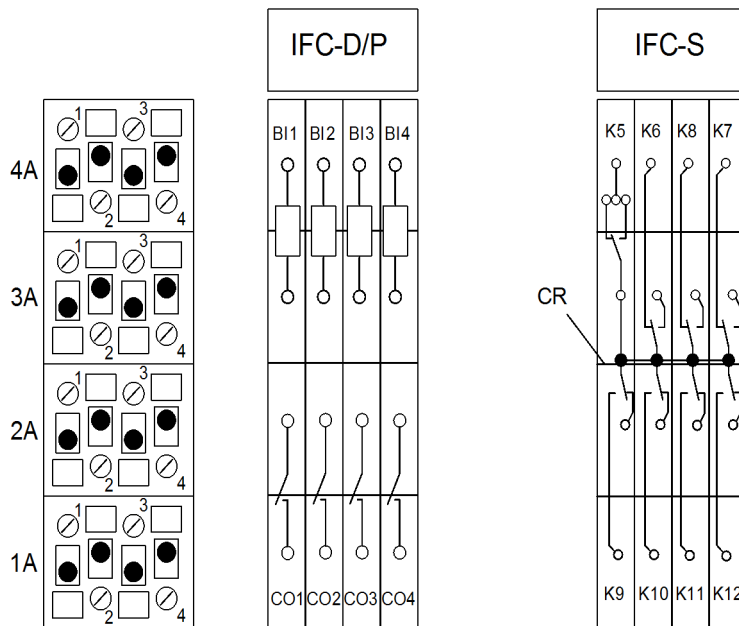 IFC-D/P
IFC-S
1 3
4A
2 4
1 3
3A
2 4
1 3
2A
2 4
1 3
1A
2 4
BI1 BI2 BI3 BI4
CO1 CO2 CO3 CO4
K5 K6 K8 K7
CR
K9 K10 K11 K12